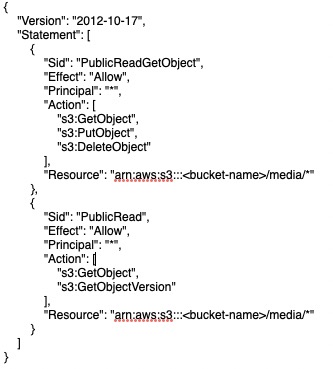 {
"Version": "2012-10-17",
"Statement": [
{
"Sid": "PublicReadGetObject",
"Effect": "Allow",
"Principal": "*",
"Action": [
"s3:GetObject",
"s3:PutObject",
"s3:DeleteObject"
],
"Resource": "arn:aws:s3:::<bucket-name>/media/*"
},
{
"Sid": "PublicRead",
"Effect": "Allow",
"Principal": "*",
"Action": [
"s3:GetObject",
"s3:GetObjectVersion"
],
"Resource": "arn:aws:s3:::<bucket-name>/media/*"
}
]
}